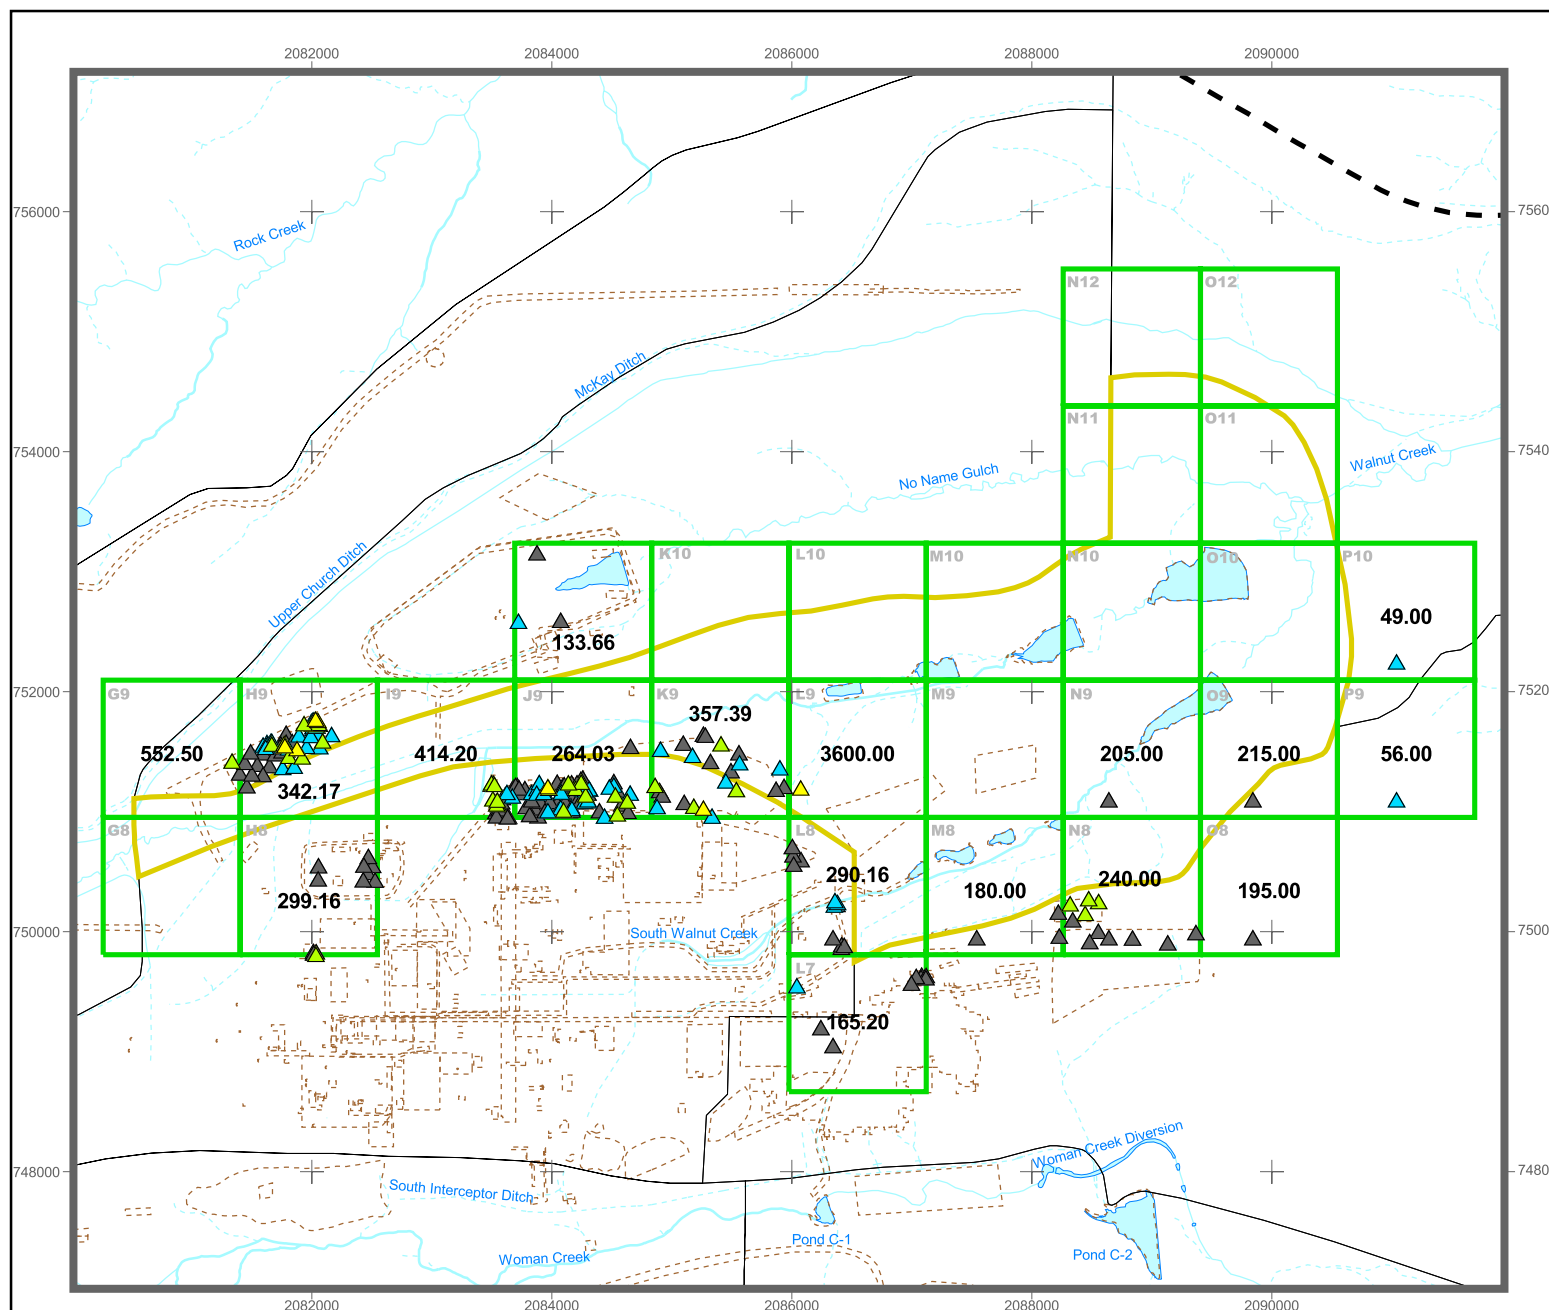 2082000 2084000 2086000 2088000 2090000
756000 7560
Rock Creek
N12 O12
McKay Ditch
N11 O11
754000 7540
Walnut Creek
No Name Gulch
Upper Church Ditch
K10 L10 M10 N10 O10 P10
49.00
133.66
752000 7520
G9 H9 I9 J9 K9 L9 M9 N9 O9 P9
357.39
552.50 414.20 264.03 3600.00 205.00 215.00 56.00
342.17
G8 H8 L8 M8 N8 O8
290.16 180.00 240.00 195.00
299.16
750000 7500
South Walnut Creek
L7
165.20
Woman Creek Diversion
748000 7480
South Interceptor Ditch
Pond C-1
Woman Creek
Pond C-2
2082000 2084000 2086000 2088000 2090000